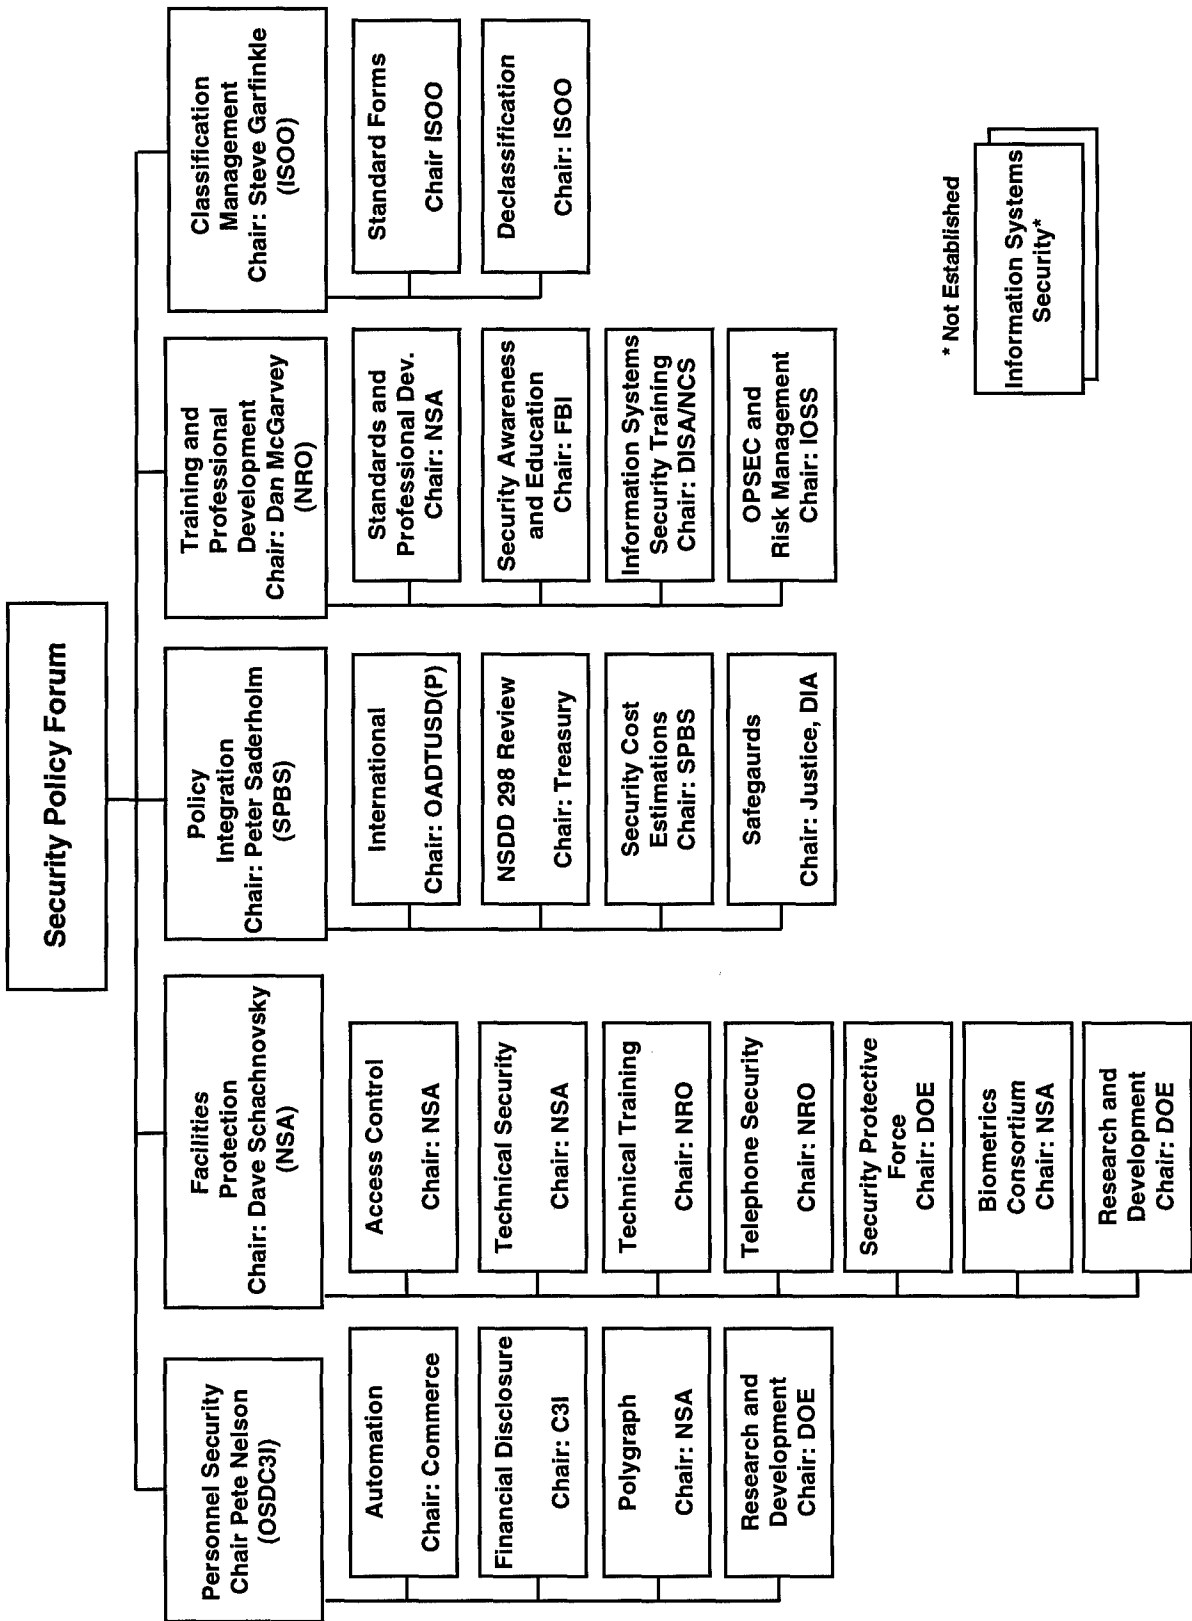 Security Policy Forum
Personnel Security
Chair Pete Nelson
(OSDC3I)
Automation
Chair: Commerce
Financial Disclosure
Chair: C3I
Polygraph
Chair: NSA
Research and
Development
Chair: DOE
Facilities
Protection
Chair: Dave Schachnovsky
(NSA)
Access Control
Chair: NSA
Technical Security
Chair: NSA
Technical Training
Chair: NRO
Telephone Security
Chair: NRO
Security Protective
Force
Chair: DOE
Biometrics
Consortium
Chair: NSA
Research and
Development
Chair: DOE
Policy
Integration
Chair: Peter Saderholm
(SPBS)
International
Chair: OADTUSD(P)
NSDD 298 Review
Chair: Treasury
Security Cost
Estimations
Chair: SPBS
Safegaurds
Chair: Justice, DIA
Training and
Professional
Development
Chair: Dan McGarvey
(NRO)
Standards and
Professional Dev.
Chair: NSA
Security Awareness
and Education
Chair: FBI
Information Systems
Security Training
Chair: DISA/NCS
OPSEC and
Risk Management
Chair: IOSS
Classification
Management
Chair: Steve Garfinkle
(ISOO)
Standard Forms
Chair ISOO
Declassification
Chair: ISOO
* Not Established
Information Systems
Security*